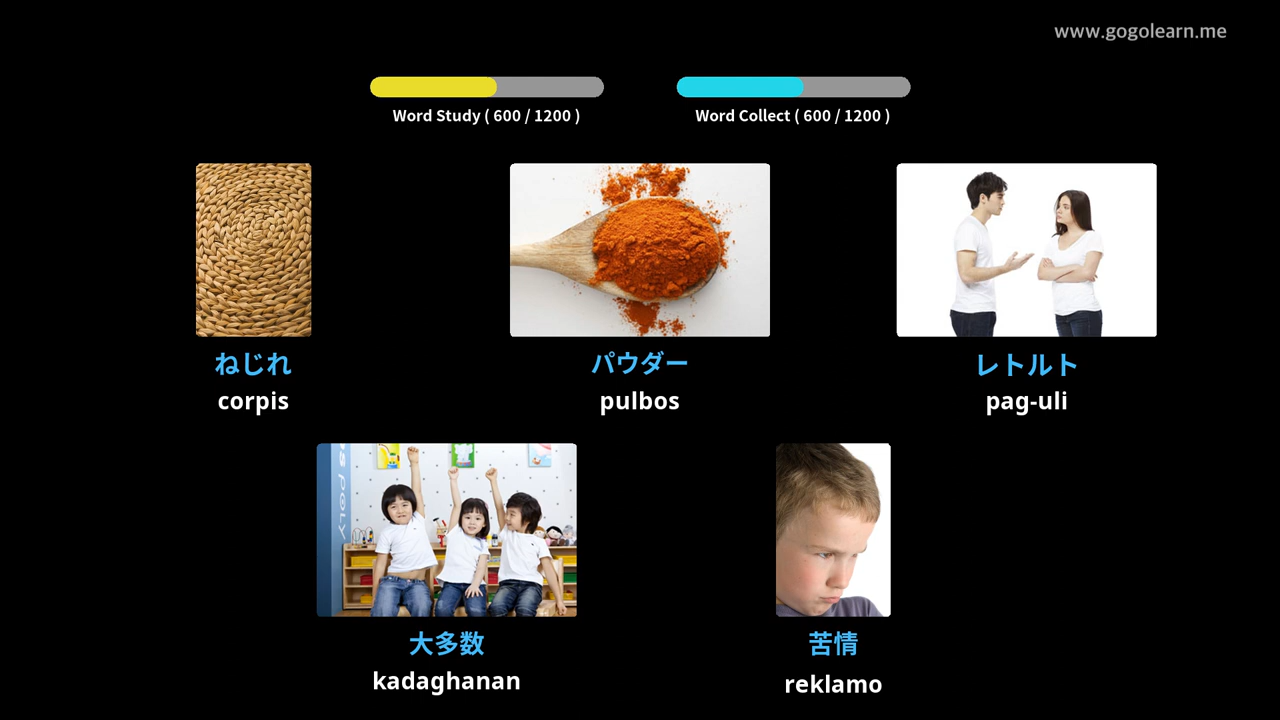 www.gogolearn.me
Word Study ( 600 / 1200 )
Word Collect ( 600 / 1200 )
ねじれ
corpis
パウダー
pulbos
レトルト
pag-uli
大多数
kadaghanan
苦情
reklamo